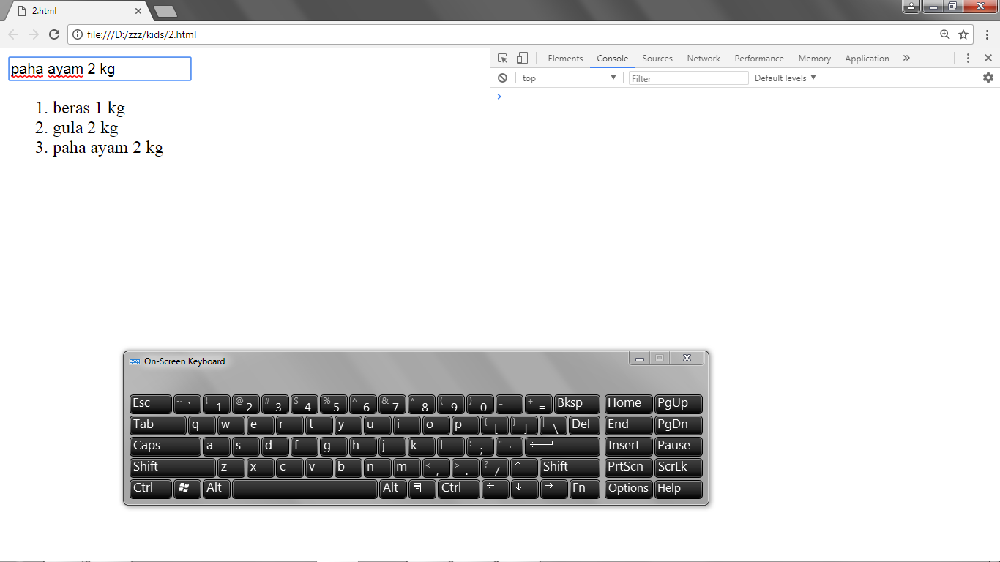 2.html
file:///D:/zzz/kids/2.html
paha ayam 2 kg
1. beras 1 kg
2. gula 2 kg
3. paha ayam 2 kg
Elements Console Sources Network Performance Memory Application »
top Filter Default levels
On-Screen Keyboard
Esc ~ ` ! 1 @ 2 # 3 $ 4 % 5 ^ 6 & 7 * 8 ( 9 ) 0 _ - + = Bksp Home PgUp
Tab q w e r t y u i o p { [ } ] | \ Del End PgDn
Caps a s d f g h j k l : ; " ' Insert Pause
Shift z x c v b n m < , > . ? / ↑ Shift PrtScn ScrLk
Ctrl Alt Alt Ctrl ← ↓ → Fn Options Help